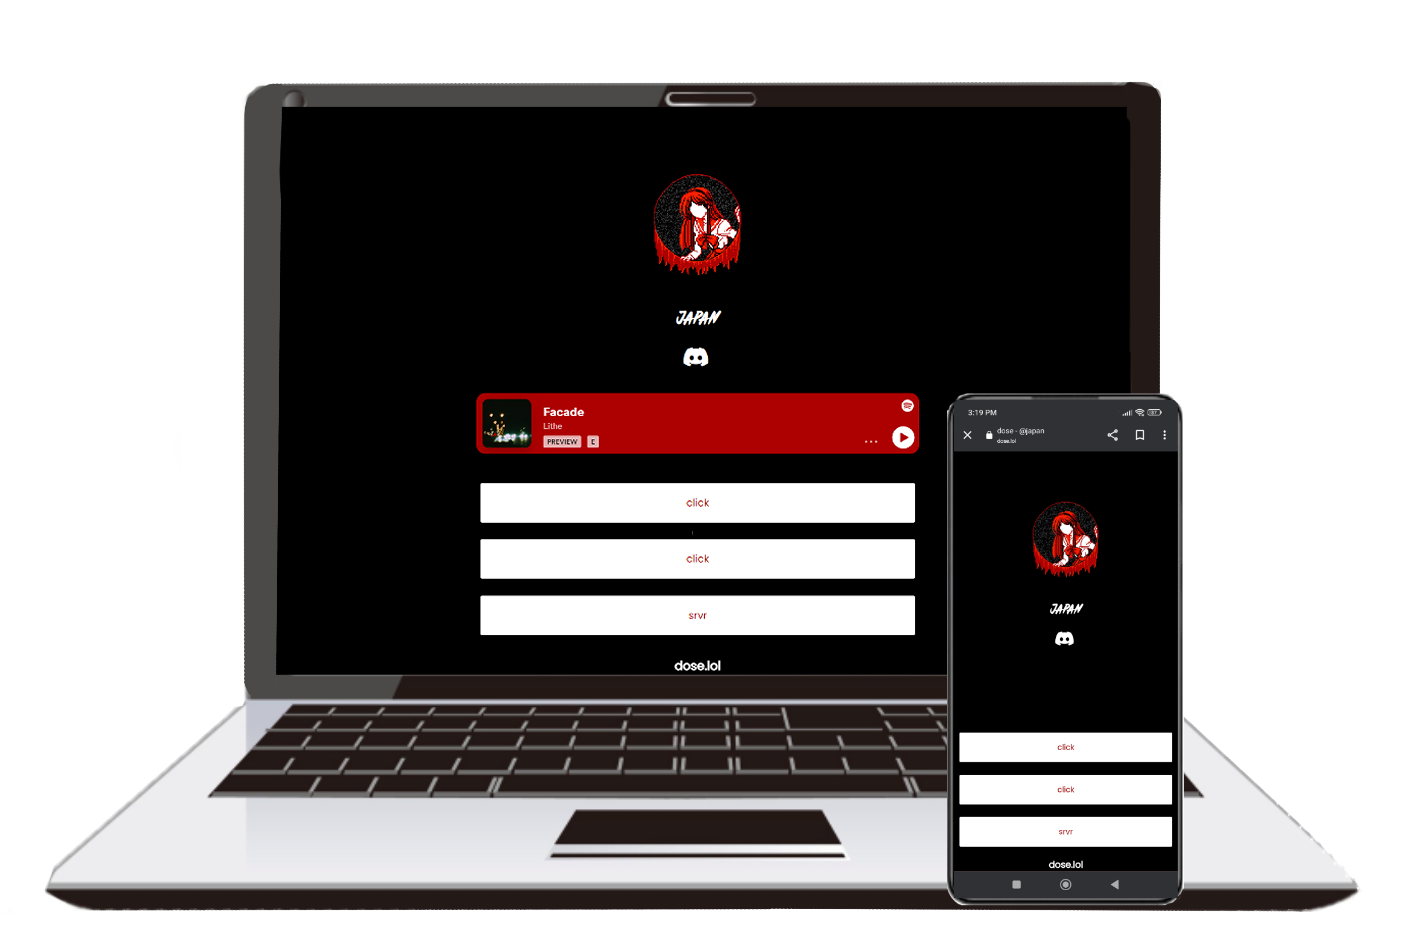 JAPAN
Facade
Lithe
PREVIEW E
click
click
srvr
dose.lol
3:19 PM
dose - @japan
dose.lol
JAPAN
click
click
srvr
dose.lol